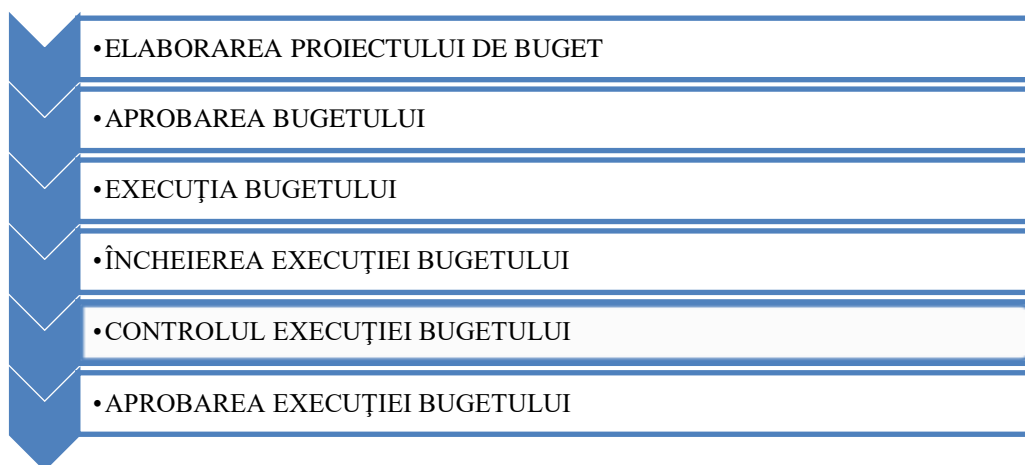 •ELABORAREA PROIECTULUI DE BUGET
•APROBAREA BUGETULUI
•EXECUŢIA BUGETULUI
•ÎNCHEIEREA EXECUŢIEI BUGETULUI
•CONTROLUL EXECUŢIEI BUGETULUI
•APROBAREA EXECUŢIEI BUGETULUI